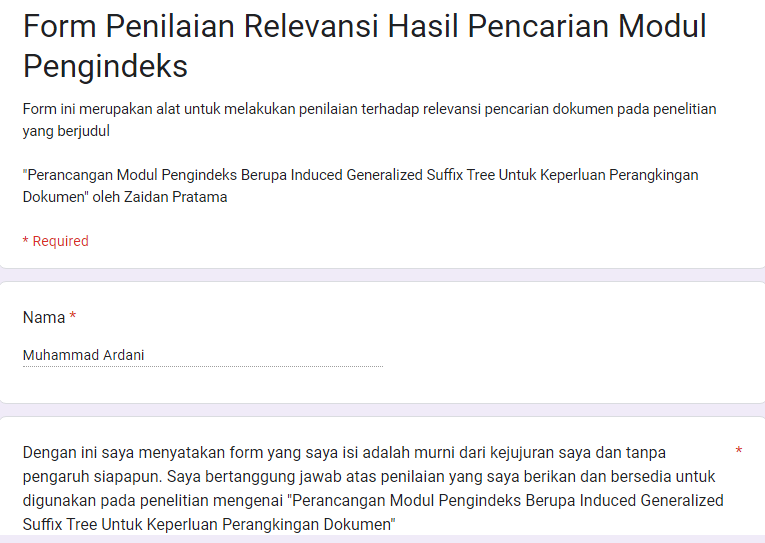 Form Penilaian Relevansi Hasil Pencarian Modul
Pengindeks
Form ini merupakan alat untuk melakukan penilaian terhadap relevansi pencarian dokumen pada penelitian
yang berjudul
"Perancangan Modul Pengindeks Berupa Induced Generalized Suffix Tree Untuk Keperluan Perangkingan
Dokumen" oleh Zaidan Pratama
* Required
Nama *
Muhammad Ardani
Dengan ini saya menyatakan form yang saya isi adalah murni dari kejujuran saya dan tanpa *
pengaruh siapapun. Saya bertanggung jawab atas penilaian yang saya berikan dan bersedia untuk
digunakan pada penelitian mengenai "Perancangan Modul Pengindeks Berupa Induced Generalized
Suffix Tree Untuk Keperluan Perangkingan Dokumen"